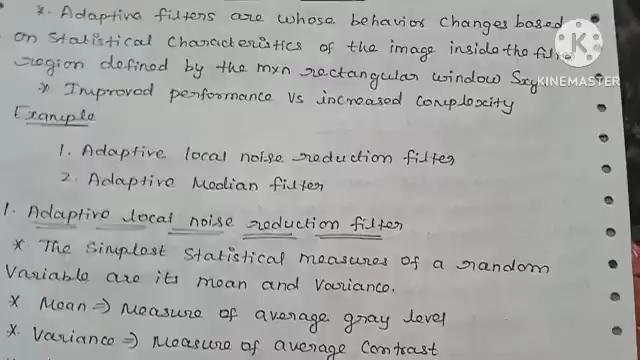 *. Adaptive filters are whose behavior changes based
on statistical characteristics of the image inside the filter
region defined by the mxn rectangular window Sxy
* Improved performance vs increased complexity
Example
1. Adaptive local noise reduction filter
2. Adaptive Median filter
1. Adaptive local noise reduction filter
* The simplest statistical measures of a random
variable are its mean and variance.
* Mean => Measure of average gray level
* Variance => Measure of average contrast
KINEMASTER